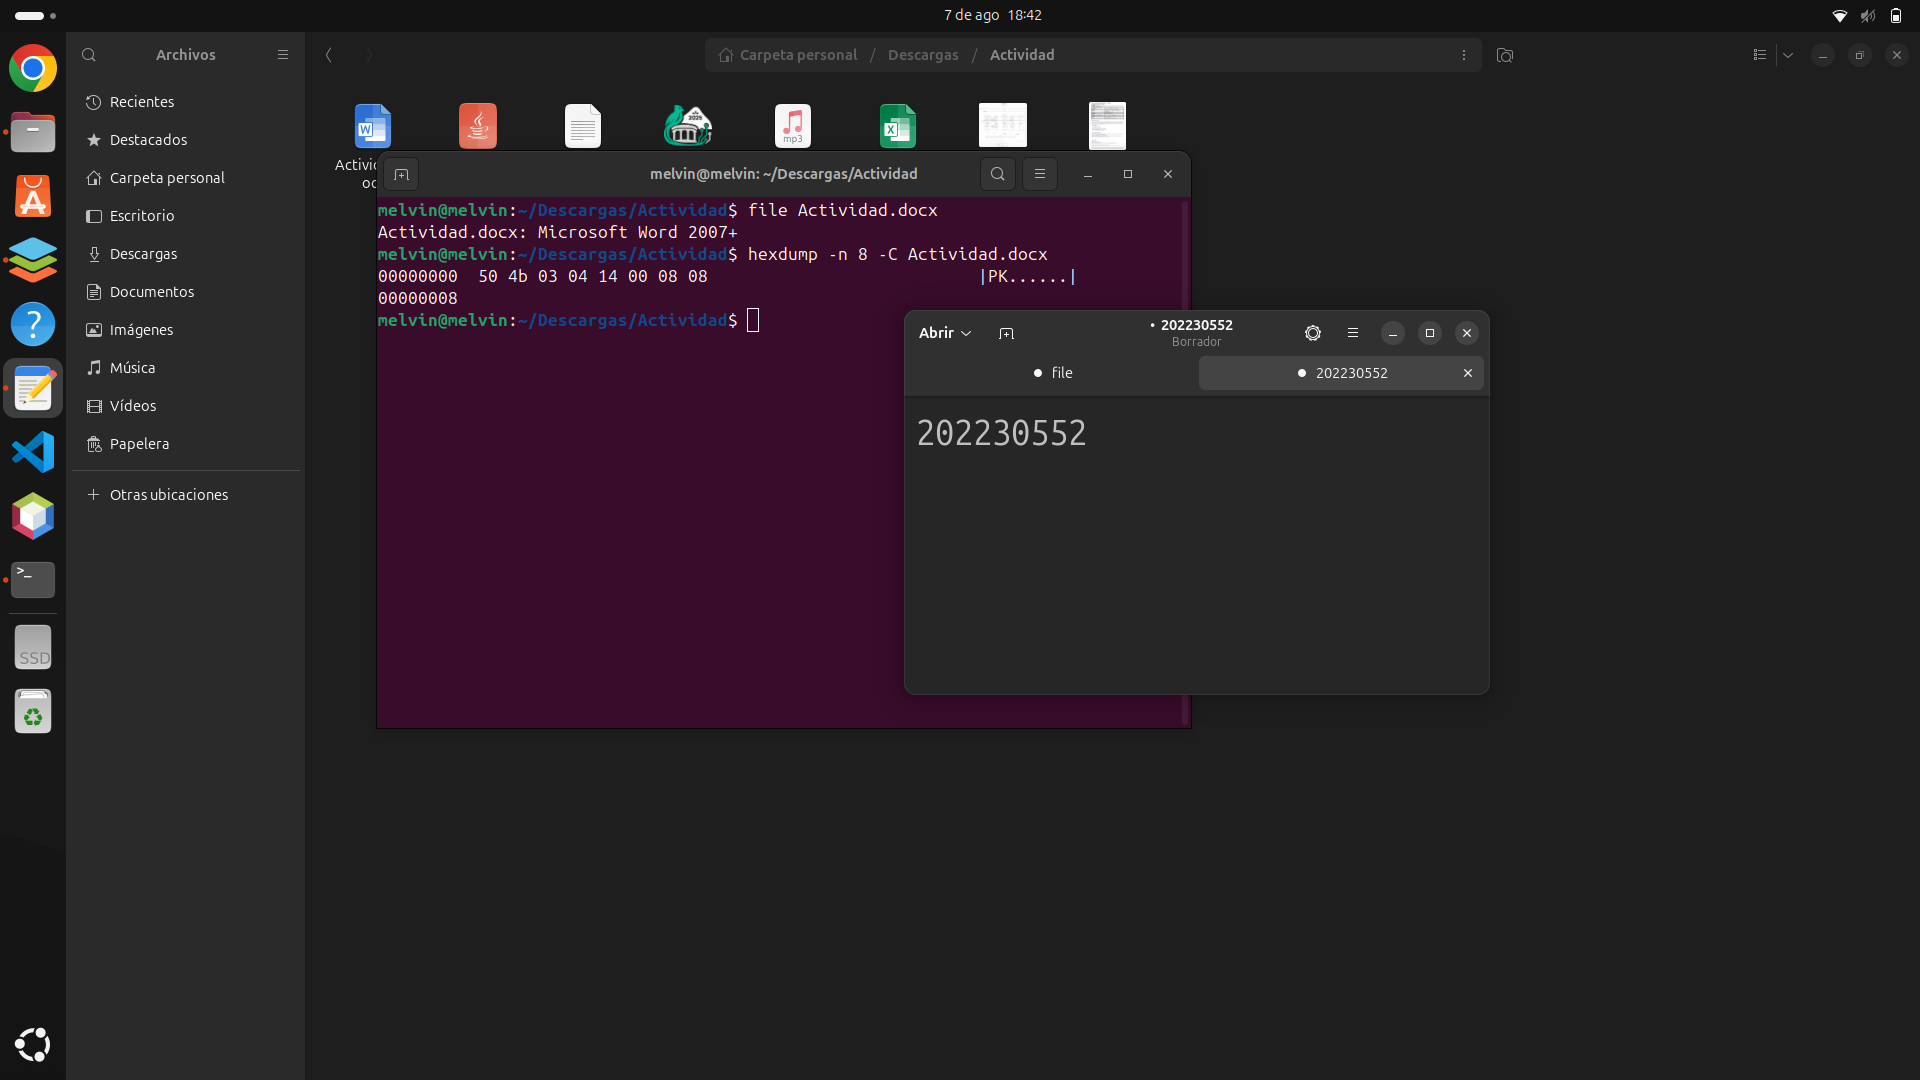 7 de ago 18:42
Archivos
Carpeta personal / Descargas / Actividad
Recientes
Destacados
Carpeta personal
Escritorio
Descargas
Documentos
Imágenes
Música
Vídeos
Papelera
Otras ubicaciones
W
mp3
2025
X
SSD
>_
melvin@melvin: ~/Descargas/Actividad
melvin@melvin:~/Descargas/Actividad$ file Actividad.docx
Actividad.docx: Microsoft Word 2007+
melvin@melvin:~/Descargas/Actividad$ hexdump -n 8 -C Actividad.docx
00000000  50 4b 03 04 14 00 08 08                           |PK......|
00000008
melvin@melvin:~/Descargas/Actividad$
Abrir
• 202230552
Borrador
file
202230552
202230552